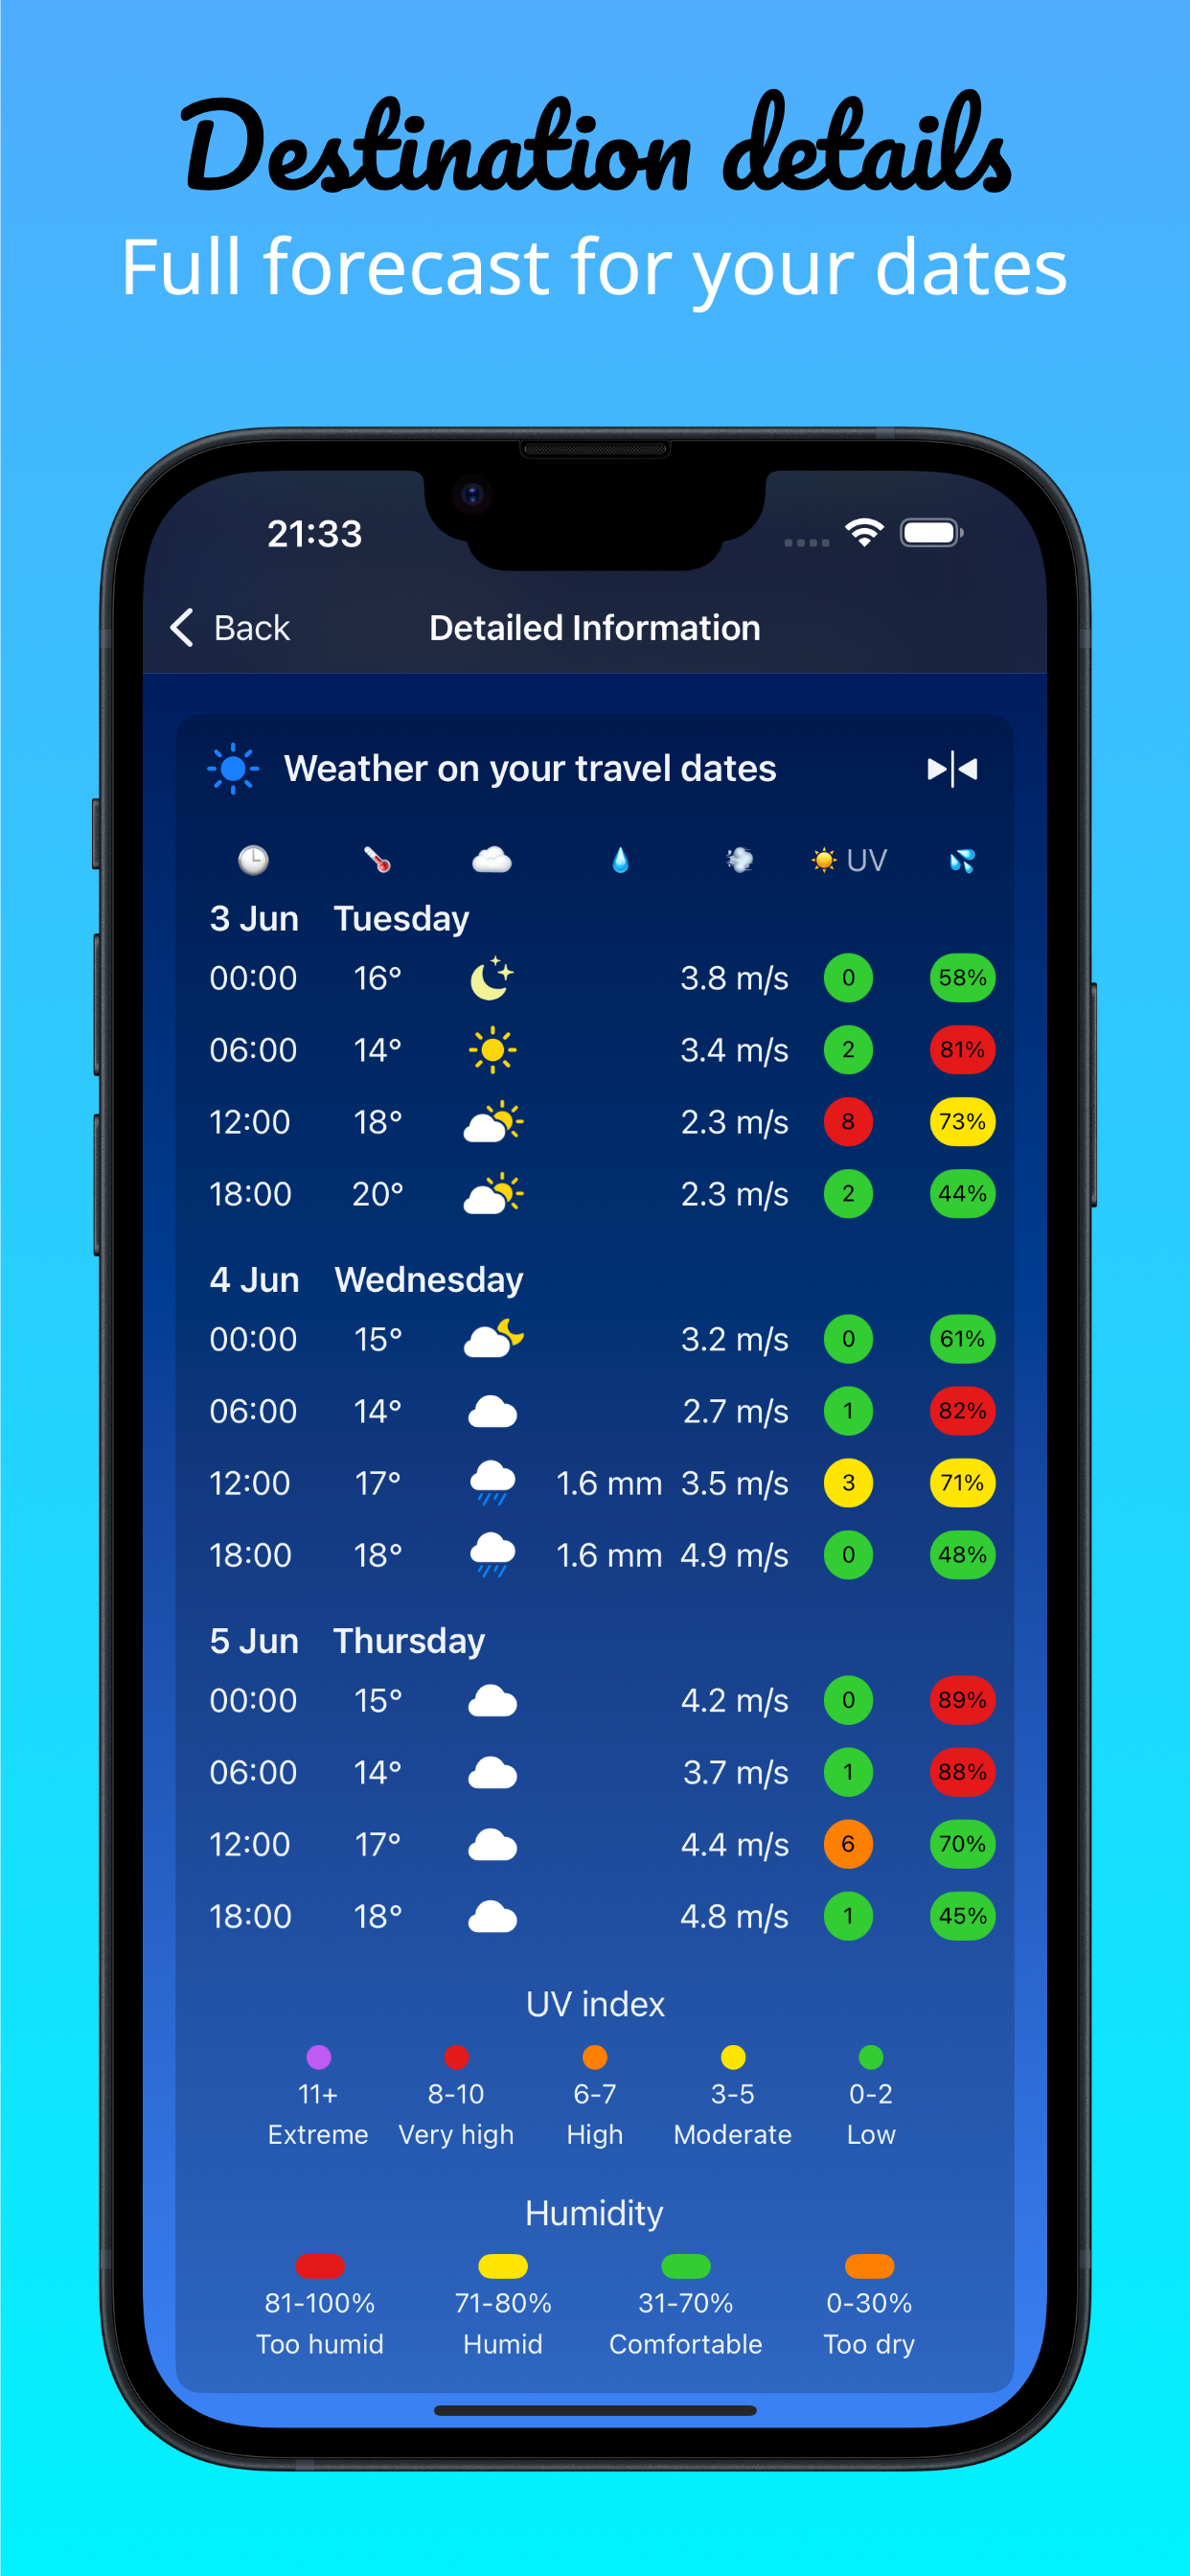 Destination details
Full forecast for your dates
21:33
Back Detailed Information
Weather on your travel dates
UV
3 Jun Tuesday
00:00 16° 3.8 m/s 0 58%
06:00 14° 3.4 m/s 2 81%
12:00 18° 2.3 m/s 8 73%
18:00 20° 2.3 m/s 2 44%
4 Jun Wednesday
00:00 15° 3.2 m/s 0 61%
06:00 14° 2.7 m/s 1 82%
12:00 17° 1.6 mm 3.5 m/s 3 71%
18:00 18° 1.6 mm 4.9 m/s 0 48%
5 Jun Thursday
00:00 15° 4.2 m/s 0 89%
06:00 14° 3.7 m/s 1 88%
12:00 17° 4.4 m/s 6 70%
18:00 18° 4.8 m/s 1 45%
UV index
11+ 8-10 6-7 3-5 0-2
Extreme Very high High Moderate Low
Humidity
81-100% 71-80% 31-70% 0-30%
Too humid Humid Comfortable Too dry